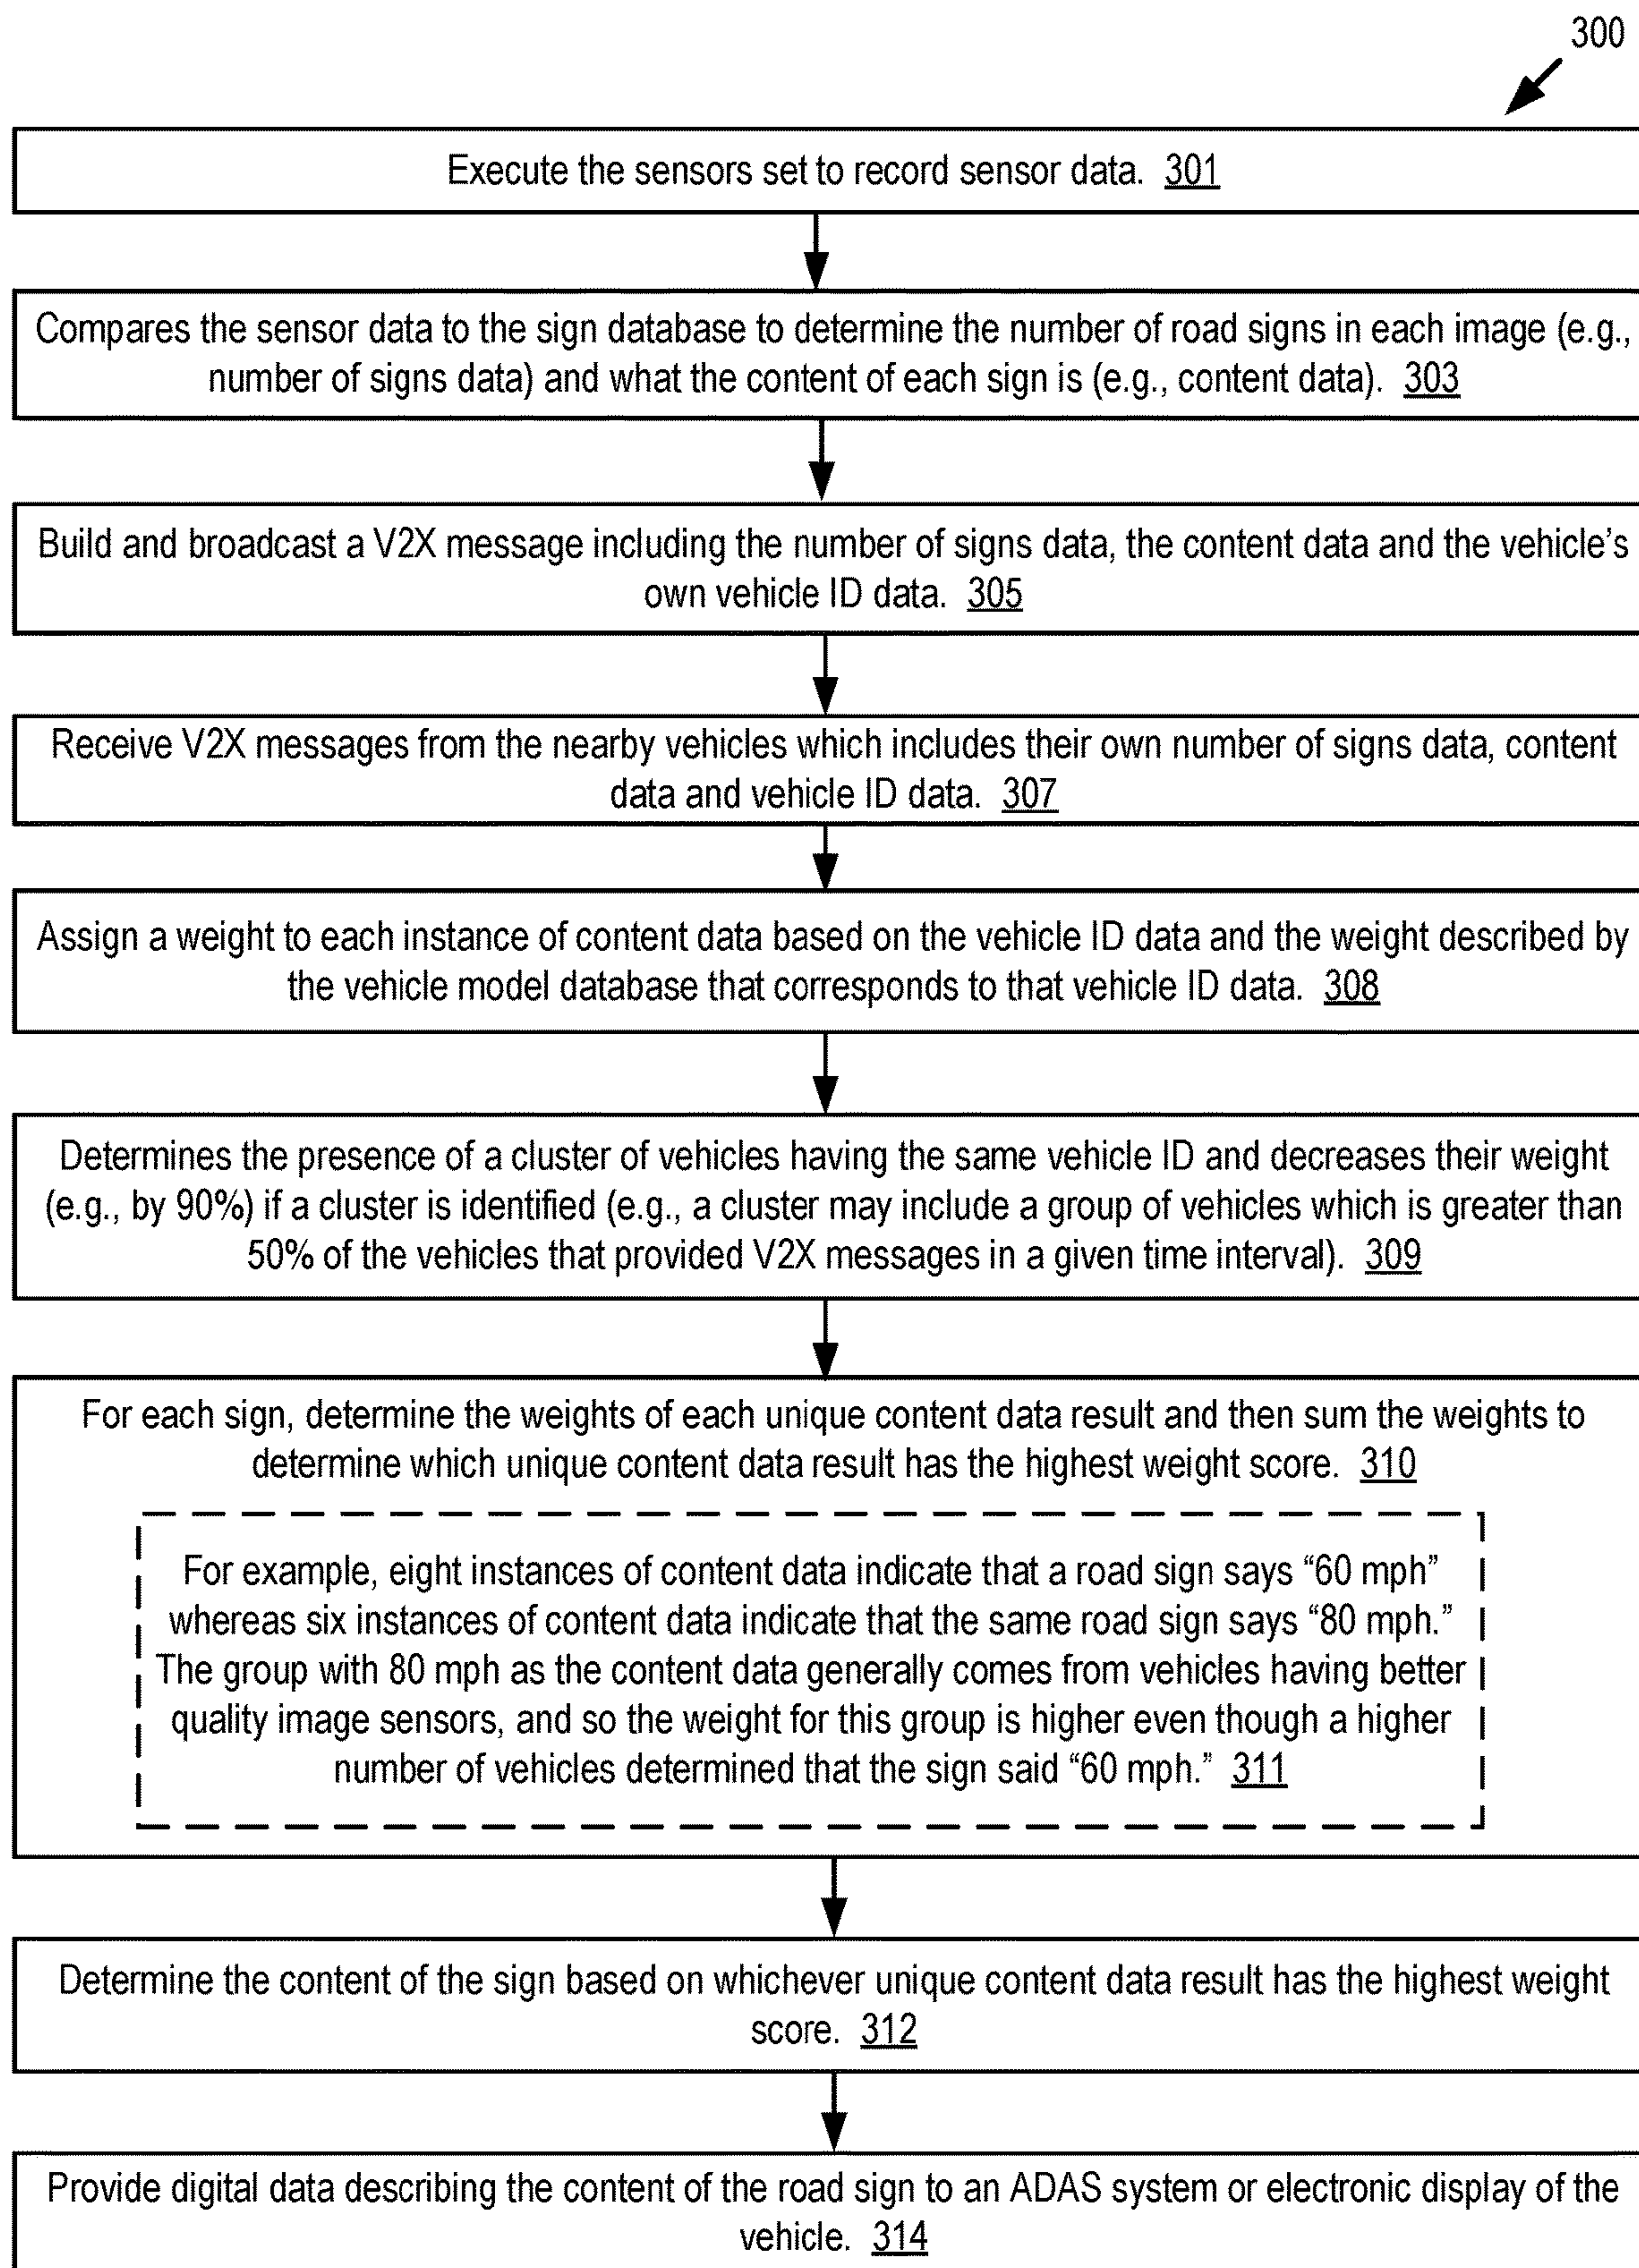 300
Execute the sensors set to record sensor data. 301
Compares the sensor data to the sign database to determine the number of road signs in each image (e.g.,
number of signs data) and what the content of each sign is (e.g., content data). 303
Build and broadcast a V2X message including the number of signs data, the content data and the vehicle's
own vehicle ID data. 305
Receive V2X messages from the nearby vehicles which includes their own number of signs data, content
data and vehicle ID data. 307
Assign a weight to each instance of content data based on the vehicle ID data and the weight described by
the vehicle model database that corresponds to that vehicle ID data. 308
Determines the presence of a cluster of vehicles having the same vehicle ID and decreases their weight
(e.g., by 90%) if a cluster is identified (e.g., a cluster may include a group of vehicles which is greater than
50% of the vehicles that provided V2X messages in a given time interval). 309
For each sign, determine the weights of each unique content data result and then sum the weights to
determine which unique content data result has the highest weight score. 310
For example, eight instances of content data indicate that a road sign says “60 mph”
whereas six instances of content data indicate that the same road sign says “80 mph.”
The group with 80 mph as the content data generally comes from vehicles having better
quality image sensors, and so the weight for this group is higher even though a higher
number of vehicles determined that the sign said “60 mph.” 311
Determine the content of the sign based on whichever unique content data result has the highest weight
score. 312
Provide digital data describing the content of the road sign to an ADAS system or electronic display of the
vehicle. 314